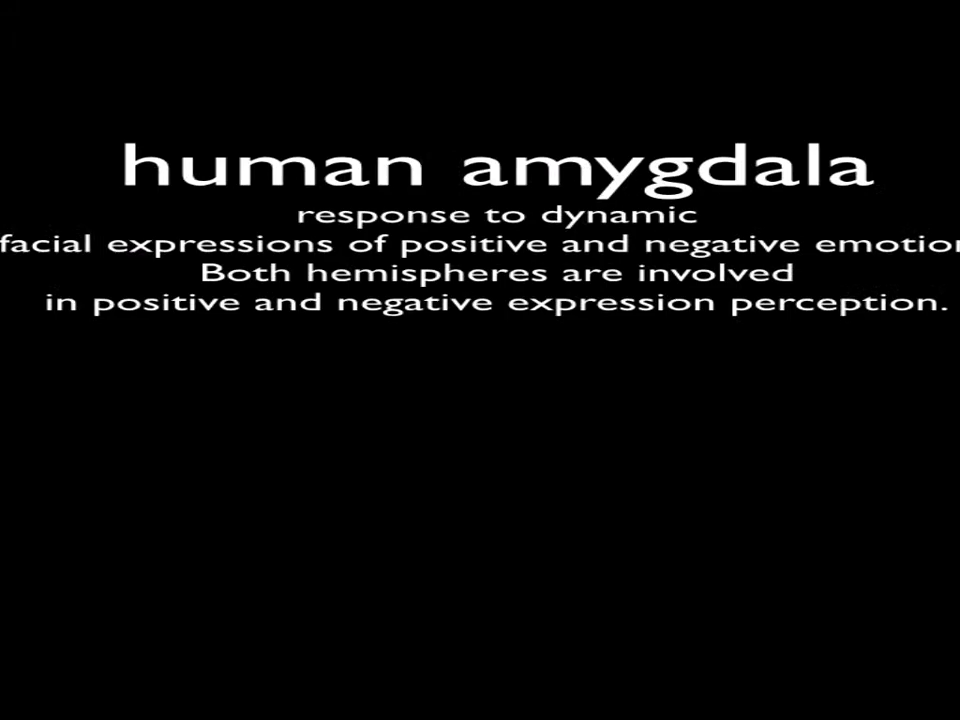 human amygdala
response to dynamic
facial expressions of positive and negative
Both hemispheres are involved
in positive and negative expression perception.